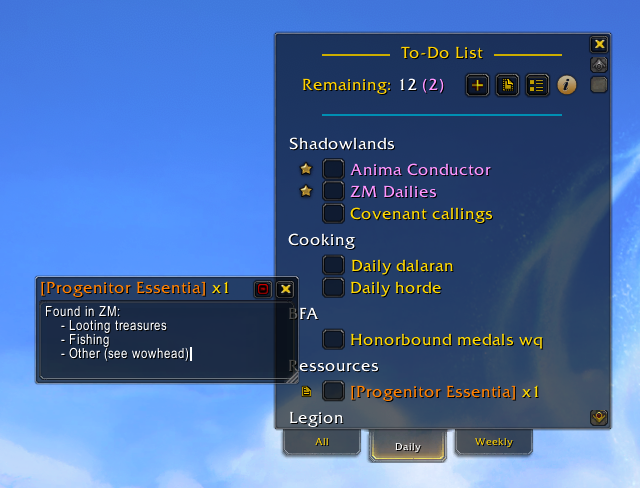 To-Do List
Remaining: 12 (2)
Shadowlands
Anima Conductor
ZM Dailies
Covenant callings
Cooking
Daily dalaran
Daily horde
BFA
Honorbound medals wq
Ressources
[Progenitor Essentia] x1
Legion
All
Daily
Weekly
[Progenitor Essentia] x1
Found in ZM:
- Looting treasures
- Fishing
- Other (see wowhead)